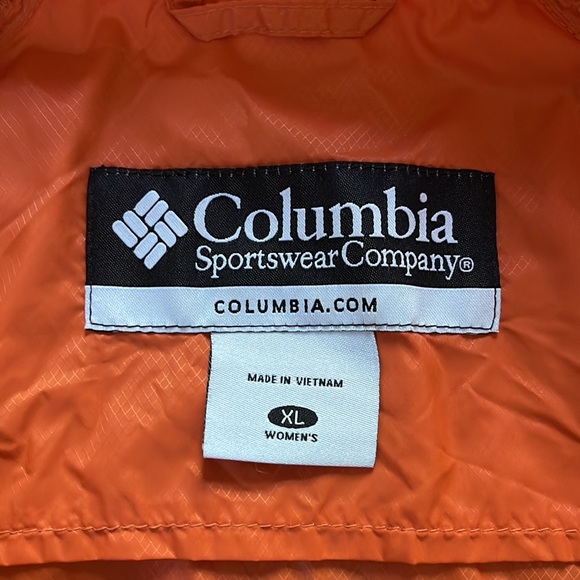 Columbia
Sportswear Company®
COLUMBIA.COM
MADE IN VIETNAM
XL
WOMEN'S